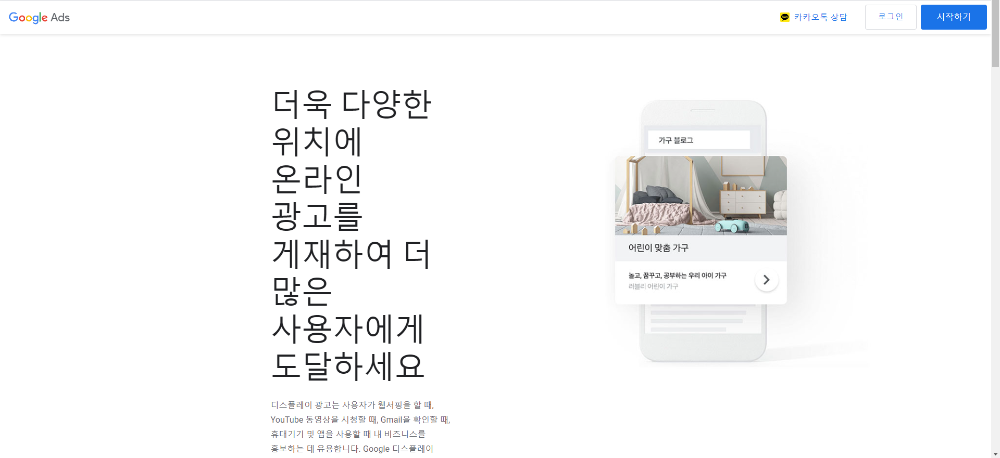 Google Ads
카카오톡 상담
로그인
시작하기
더욱 다양한
위치에
온라인
광고를
게재하여 더
많은
사용자에게
도달하세요
디스플레이 광고는 사용자가 웹서핑을 할 때,
YouTube 동영상을 시청할 때, Gmail을 확인할 때,
휴대기기 및 앱을 사용할 때 내 비즈니스를
홍보하는 데 유용합니다. Google 디스플레이
가구 블로그
어린이 맞춤 가구
놀고, 꿈꾸고, 공부하는 우리 아이 가구
러블리 어린이 가구